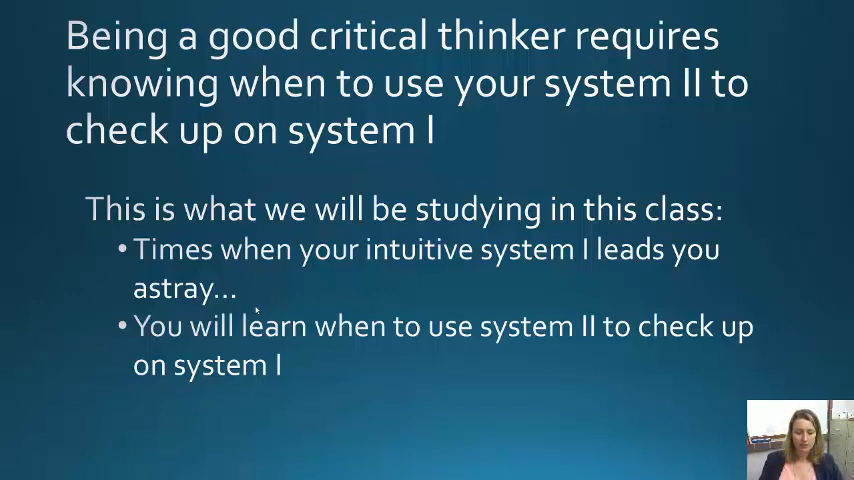 Being a good critical thinker requires
knowing when to use your system II to
check up on system I
This is what we will be studying in this class:
• Times when your intuitive system I leads you
astray...
• You will learn when to use system II to check up
on system I